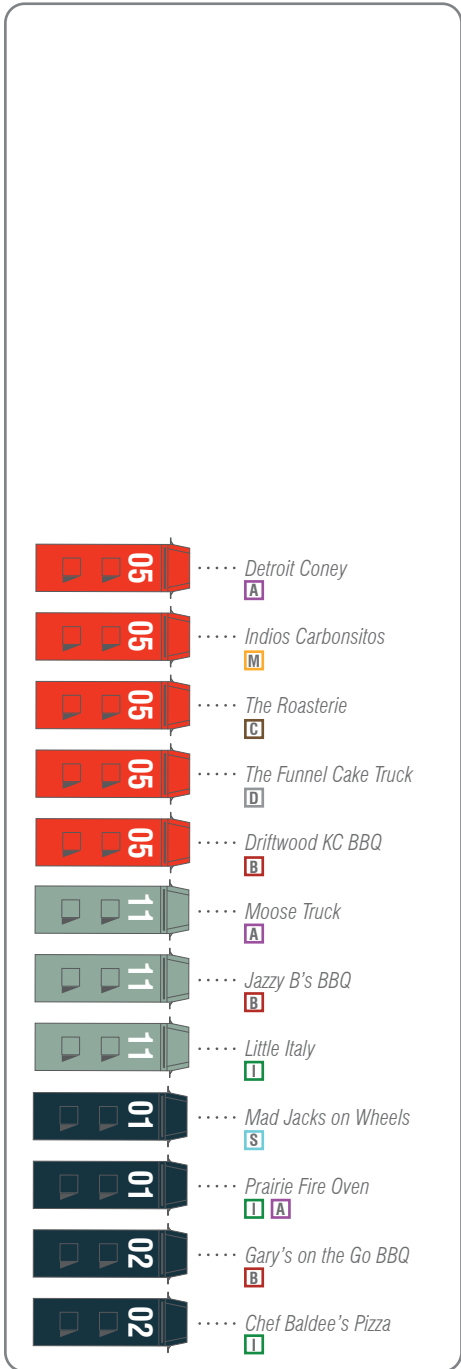 05
Detroit Coney
A
05
Indios Carbonsitos
M
05
The Roasterie
C
05
The Funnel Cake Truck
D
05
Driftwood KC BBQ
B
11
Moose Truck
A
11
Jazzy B's BBQ
B
11
Little Italy
I
01
Mad Jacks on Wheels
S
01
Prairie Fire Oven
I A
02
Gary's on the Go BBQ
B
02
Chef Baldee's Pizza
I